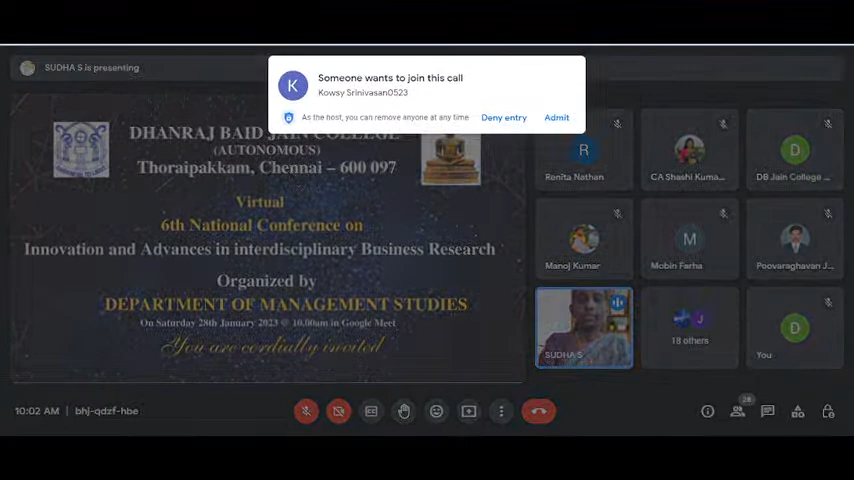 SUDHA S is presenting
K
Someone wants to join this call
Kowsy Srinivasan0523
As the host, you can remove anyone at any time
Deny entry
Admit
DHANRAJ BAID JAIN COLLEGE
(AUTONOMOUS)
Thoraipakkam, Chennai – 600 097
Virtual
6th National Conference on
Innovation and Advances in interdisciplinary Business Research
Organized by
DEPARTMENT OF MANAGEMENT STUDIES
On Saturday 28th January 2023 @ 10.00am in Google Meet
You are cordially invited
R
Renita Nathan
CA Shashi Kuma...
D
DB Jain College ...
Manoj Kumar
M
Mobin Farha
Poovaraghavan J...
SUDHA S
J
18 others
D
You
10:02 AM | bhj-qdzf-hbe
28